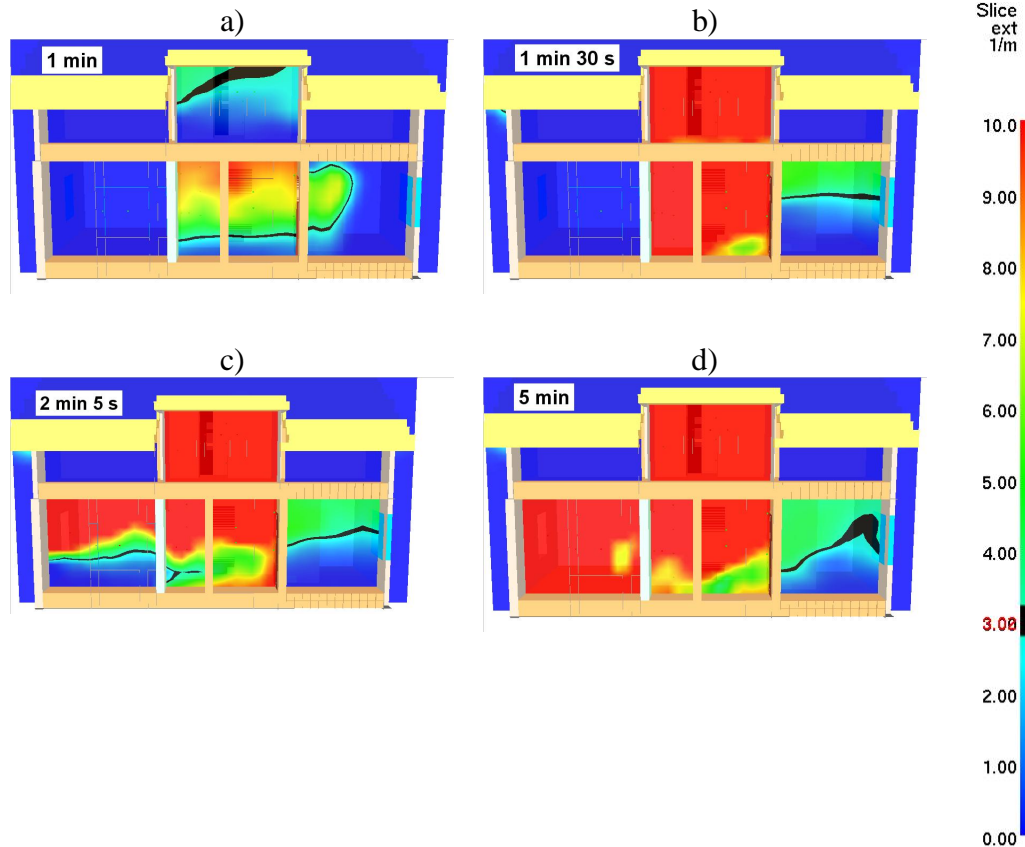 a)
b)
Slice
ext
1/m
1 min
1 min 30 s
10.0
9.00
8.00
7.00
c)
d)
2 min 5 s
5 min
6.00
5.00
4.00
3.00
2.00
1.00
0.00